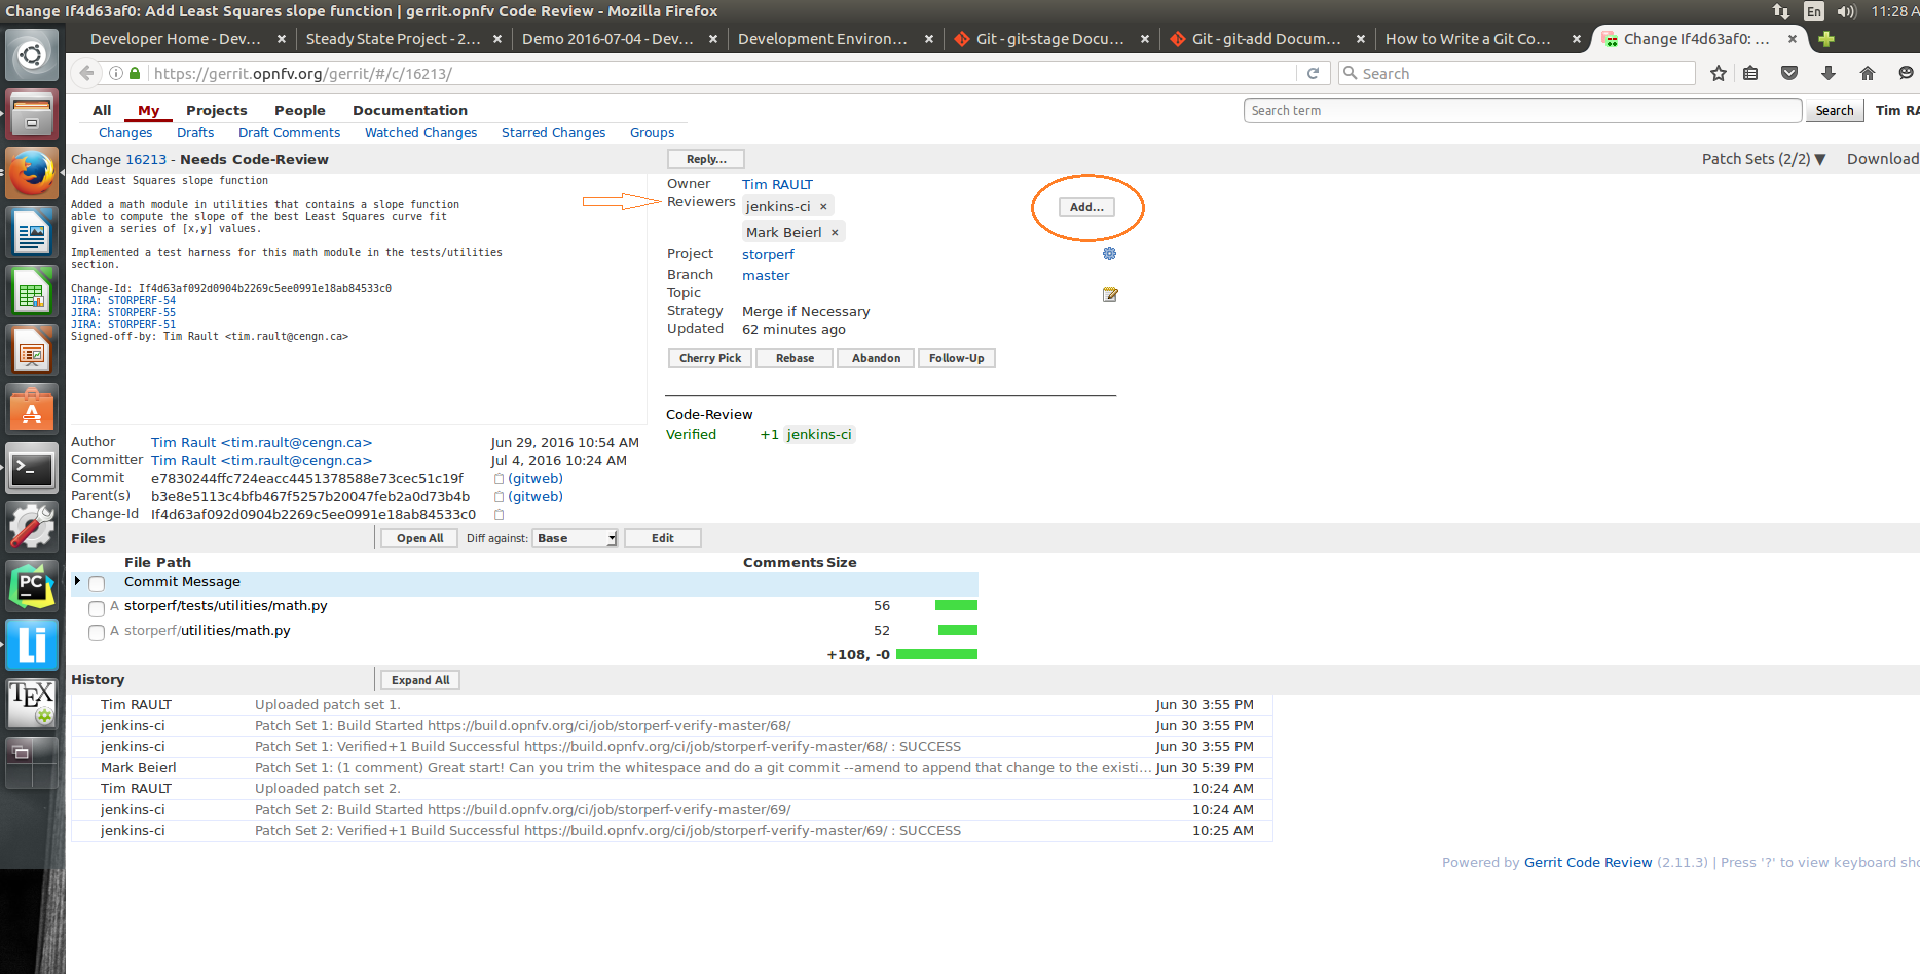 Change If4d63af0: Add Least Squares slope function | gerrit.opnfv Code Review - Mozilla Firefox
En
11:28 A
Developer Home - Dev...
Steady State Project - 2...
Demo 2016-07-04 - Dev...
Development Environ...
Git - git-stage Docu...
Git - git-add Docum...
How to Write a Git Co...
Change If4d63af0: ...
https://gerrit.opnfv.org/gerrit/#/c/16213/
Search
All My Projects People Documentation
Search term
Search
Tim RA
Changes Drafts Draft Comments Watched Changes Starred Changes Groups
Change 16213 - Needs Code-Review
Reply...
Patch Sets (2/2) ▼
Download
Add Least Squares slope function
Added a math module in utilities that contains a slope function
able to compute the slope of the best Least Squares curve fit
given a series of [x,y] values.
Implemented a test harness for this math module in the tests/utilities
section.
Change-Id: If4d63af092d0904b2269c5ee0991e18ab84533c0
JIRA: STORPERF-54
JIRA: STORPERF-55
JIRA: STORPERF-51
Signed-off-by: Tim Rault <tim.rault@cengn.ca>
Owner Tim RAULT
Reviewers jenkins-ci ×
Add...
Mark Beierl ×
Project storperf
Branch master
Topic
Strategy Merge if Necessary
Updated 62 minutes ago
Cherry Pick Rebase Abandon Follow-Up
Code-Review
Verified +1 jenkins-ci
Author Tim Rault <tim.rault@cengn.ca> Jun 29, 2016 10:54 AM
Committer Tim Rault <tim.rault@cengn.ca> Jul 4, 2016 10:24 AM
Commit e7830244ffc724eacc4451378588e73cec51c19f (gitweb)
Parent(s) b3e8e5113c4bfb467f5257b20047feb2a0d73b4b (gitweb)
Change-Id If4d63af092d0904b2269c5ee0991e18ab84533c0
Files Open All Diff against: Base Edit
File Path Comments Size
Commit Message
A storperf/tests/utilities/math.py 56
A storperf/utilities/math.py 52
+108, -0
History Expand All
Tim RAULT Uploaded patch set 1. Jun 30 3:55 PM
jenkins-ci Patch Set 1: Build Started https://build.opnfv.org/ci/job/storperf-verify-master/68/ Jun 30 3:55 PM
jenkins-ci Patch Set 1: Verified+1 Build Successful https://build.opnfv.org/ci/job/storperf-verify-master/68/ : SUCCESS Jun 30 3:55 PM
Mark Beierl Patch Set 1: (1 comment) Great start! Can you trim the whitespace and do a git commit --amend to append that change to the existi... Jun 30 5:39 PM
Tim RAULT Uploaded patch set 2. 10:24 AM
jenkins-ci Patch Set 2: Build Started https://build.opnfv.org/ci/job/storperf-verify-master/69/ 10:24 AM
jenkins-ci Patch Set 2: Verified+1 Build Successful https://build.opnfv.org/ci/job/storperf-verify-master/69/ : SUCCESS 10:25 AM
Powered by Gerrit Code Review (2.11.3) | Press '?' to view keyboard sho
A
>_
PC
LI
TEX